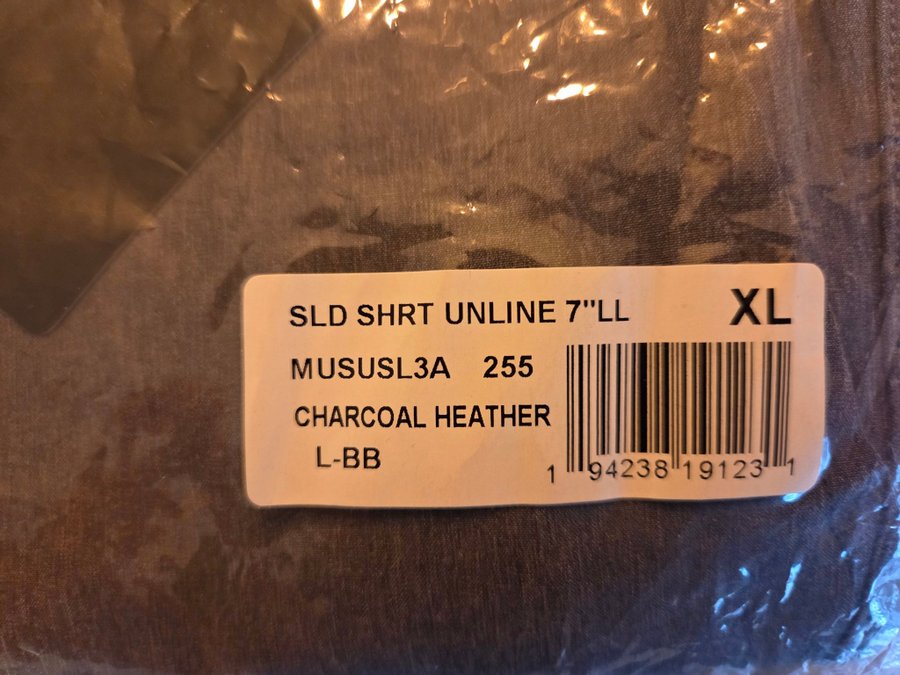 SLD SHRT UNLINE 7"LL XL
MUSUSL3A 255
CHARCOAL HEATHER
L-BB
1 94238 19123 1